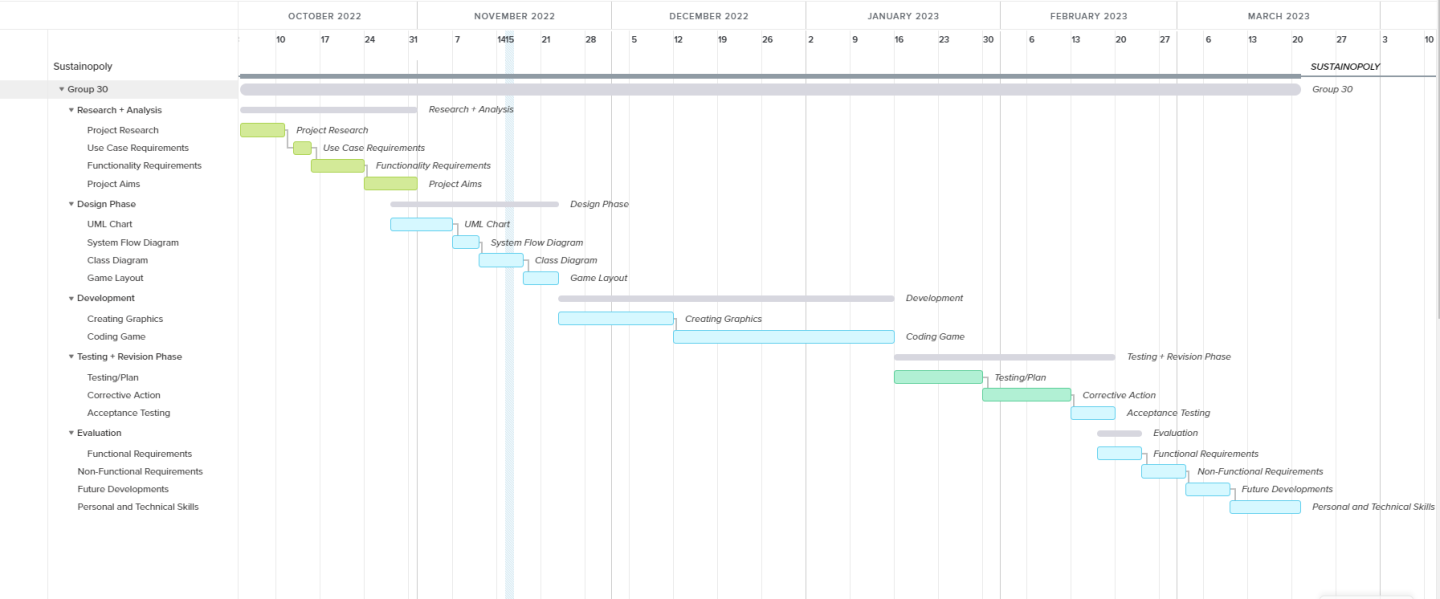 OCTOBER 2022 NOVEMBER 2022 DECEMBER 2022 JANUARY 2023 FEBRUARY 2023 MARCH 2023
10 17 24 31 7 14 15 21 28 5 12 19 26 2 9 16 23 30 6 13 20 27 6 13 20 27 3 10
Sustainopoly SUSTAINOPOLY
Group 30 Group 30
Research + Analysis Research + Analysis
Project Research Project Research
Use Case Requirements Use Case Requirements
Functionality Requirements Functionality Requirements
Project Aims Project Aims
Design Phase Design Phase
UML Chart UML Chart
System Flow Diagram System Flow Diagram
Class Diagram Class Diagram
Game Layout Game Layout
Development Development
Creating Graphics Creating Graphics
Coding Game Coding Game
Testing + Revision Phase Testing + Revision Phase
Testing/Plan Testing/Plan
Corrective Action Corrective Action
Acceptance Testing Acceptance Testing
Evaluation Evaluation
Functional Requirements Functional Requirements
Non-Functional Requirements Non-Functional Requirements
Future Developments Future Developments
Personal and Technical Skills Personal and Technical Skills